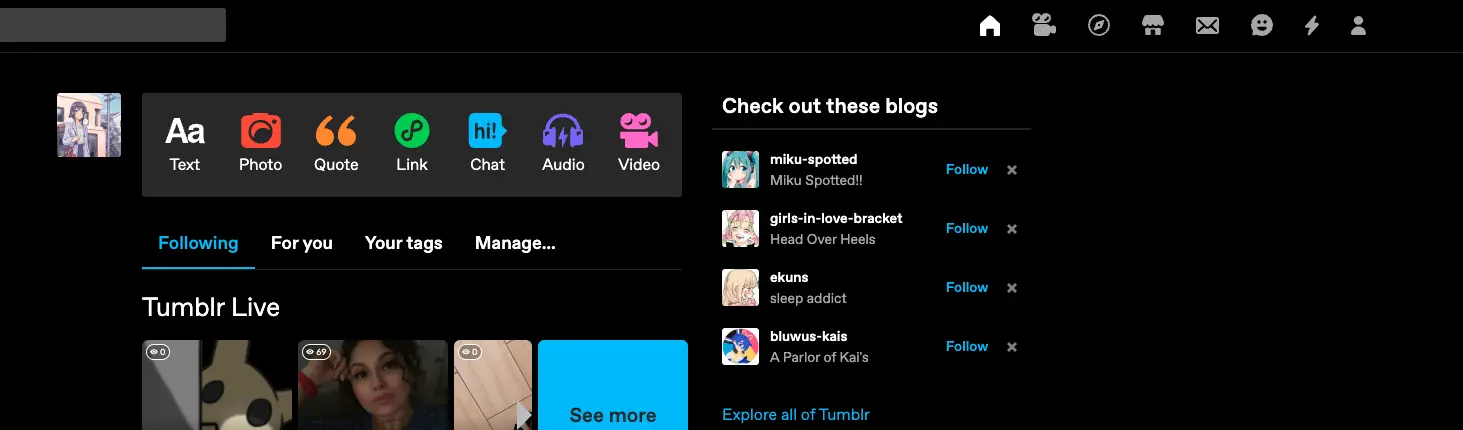 Aa
Text
Photo
Quote
Link
hi!
Chat
Audio
Video
Following
For you
Your tags
Manage...
Tumblr Live
0
69
0
See more
Check out these blogs
miku-spotted
Miku Spotted!!
Follow
girls-in-love-bracket
Head Over Heels
Follow
ekuns
sleep addict
Follow
bluwus-kais
A Parlor of Kai's
Follow
Explore all of Tumblr